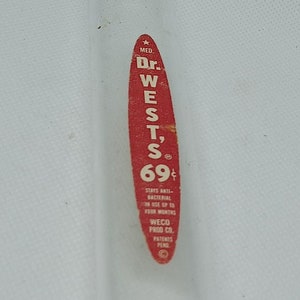 MED.
Dr.
WEST'S®
69¢
STAYS ANTI-
BACTERIAL
IN USE UP TO
FOUR MONTHS
WECO
PROD CO.
PATENTS
PEND.
©